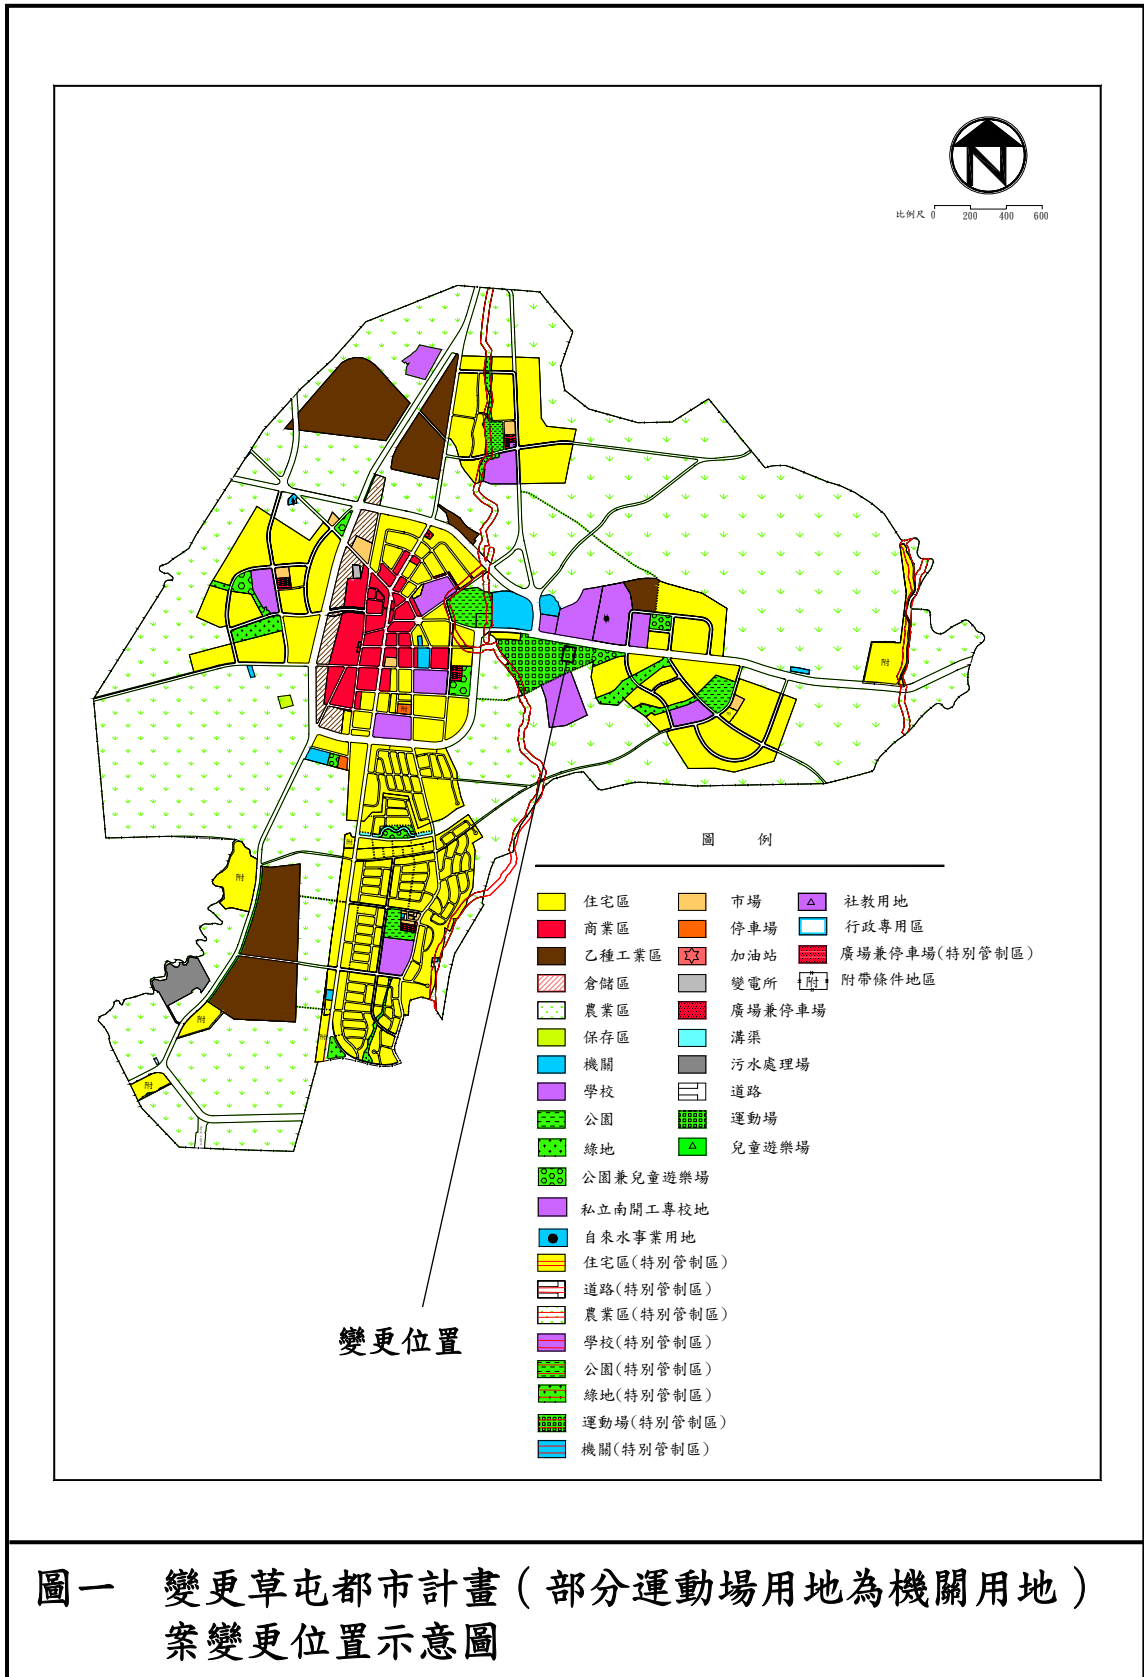 N
比例尺 0 200 400 600
附
附
附
附
附
附
變更位置
圖 例
住宅區
商業區
乙種工業區
倉儲區
農業區
保存區
機關
學校
公園
綠地
公園兼兒童遊樂場
私立南開工專校地
自來水事業用地
住宅區(特別管制區)
道路(特別管制區)
農業區(特別管制區)
學校(特別管制區)
公園(特別管制區)
綠地(特別管制區)
運動場(特別管制區)
機關(特別管制區)
市場
停車場
加油站
變電所
廣場兼停車場
溝渠
污水處理場
道路
運動場
兒童遊樂場
社教用地
行政專用區
廣場兼停車場(特別管制區)
附 附帶條件地區
圖一 變更草屯都市計畫（部分運動場用地為機關用地）
案變更位置示意圖